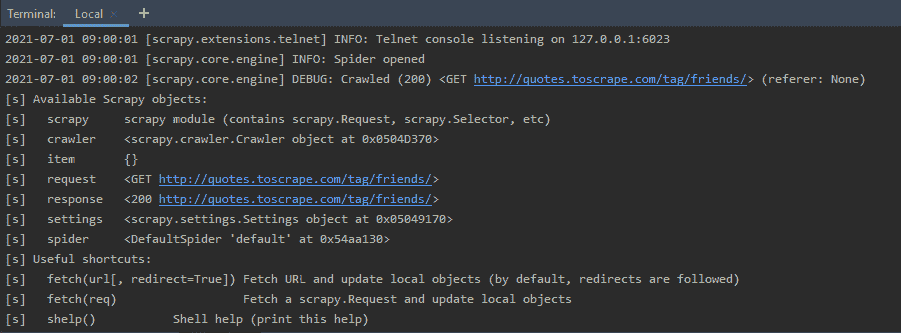 Terminal: Local × +
2021-07-01 09:00:01 [scrapy.extensions.telnet] INFO: Telnet console listening on 127.0.0.1:6023
2021-07-01 09:00:01 [scrapy.core.engine] INFO: Spider opened
2021-07-01 09:00:02 [scrapy.core.engine] DEBUG: Crawled (200) <GET http://quotes.toscrape.com/tag/friends/> (referer: None)
[s] Available Scrapy objects:
[s]   scrapy     scrapy module (contains scrapy.Request, scrapy.Selector, etc)
[s]   crawler    <scrapy.crawler.Crawler object at 0x0504D370>
[s]   item       {}
[s]   request    <GET http://quotes.toscrape.com/tag/friends/>
[s]   response   <200 http://quotes.toscrape.com/tag/friends/>
[s]   settings   <scrapy.settings.Settings object at 0x05049170>
[s]   spider     <DefaultSpider 'default' at 0x54aa130>
[s] Useful shortcuts:
[s]   fetch(url[, redirect=True]) Fetch URL and update local objects (by default, redirects are followed)
[s]   fetch(req)                  Fetch a scrapy.Request and update local objects
[s]   shelp()           Shell help (print this help)